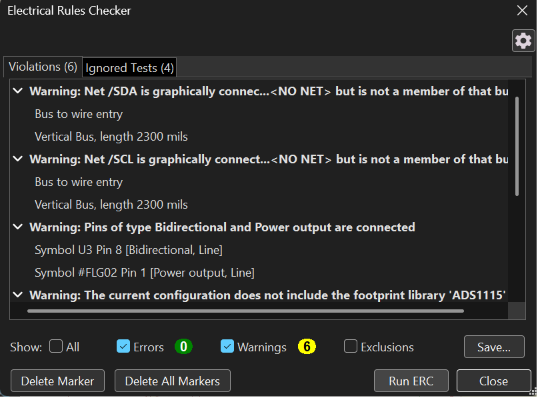 Electrical Rules Checker
Violations (6)
Ignored Tests (4)
Warning: Net /SDA is graphically connec...<NO NET> but is not a member of that bu
Bus to wire entry
Vertical Bus, length 2300 mils
Warning: Net /SCL is graphically connect...<NO NET> but is not a member of that bu
Bus to wire entry
Vertical Bus, length 2300 mils
Warning: Pins of type Bidirectional and Power output are connected
Symbol U3 Pin 8 [Bidirectional, Line]
Symbol #FLG02 Pin 1 [Power output, Line]
Warning: The current configuration does not include the footprint library 'ADS1115'
Show: All Errors 0 Warnings 6 Exclusions Save...
Delete Marker Delete All Markers Run ERC Close